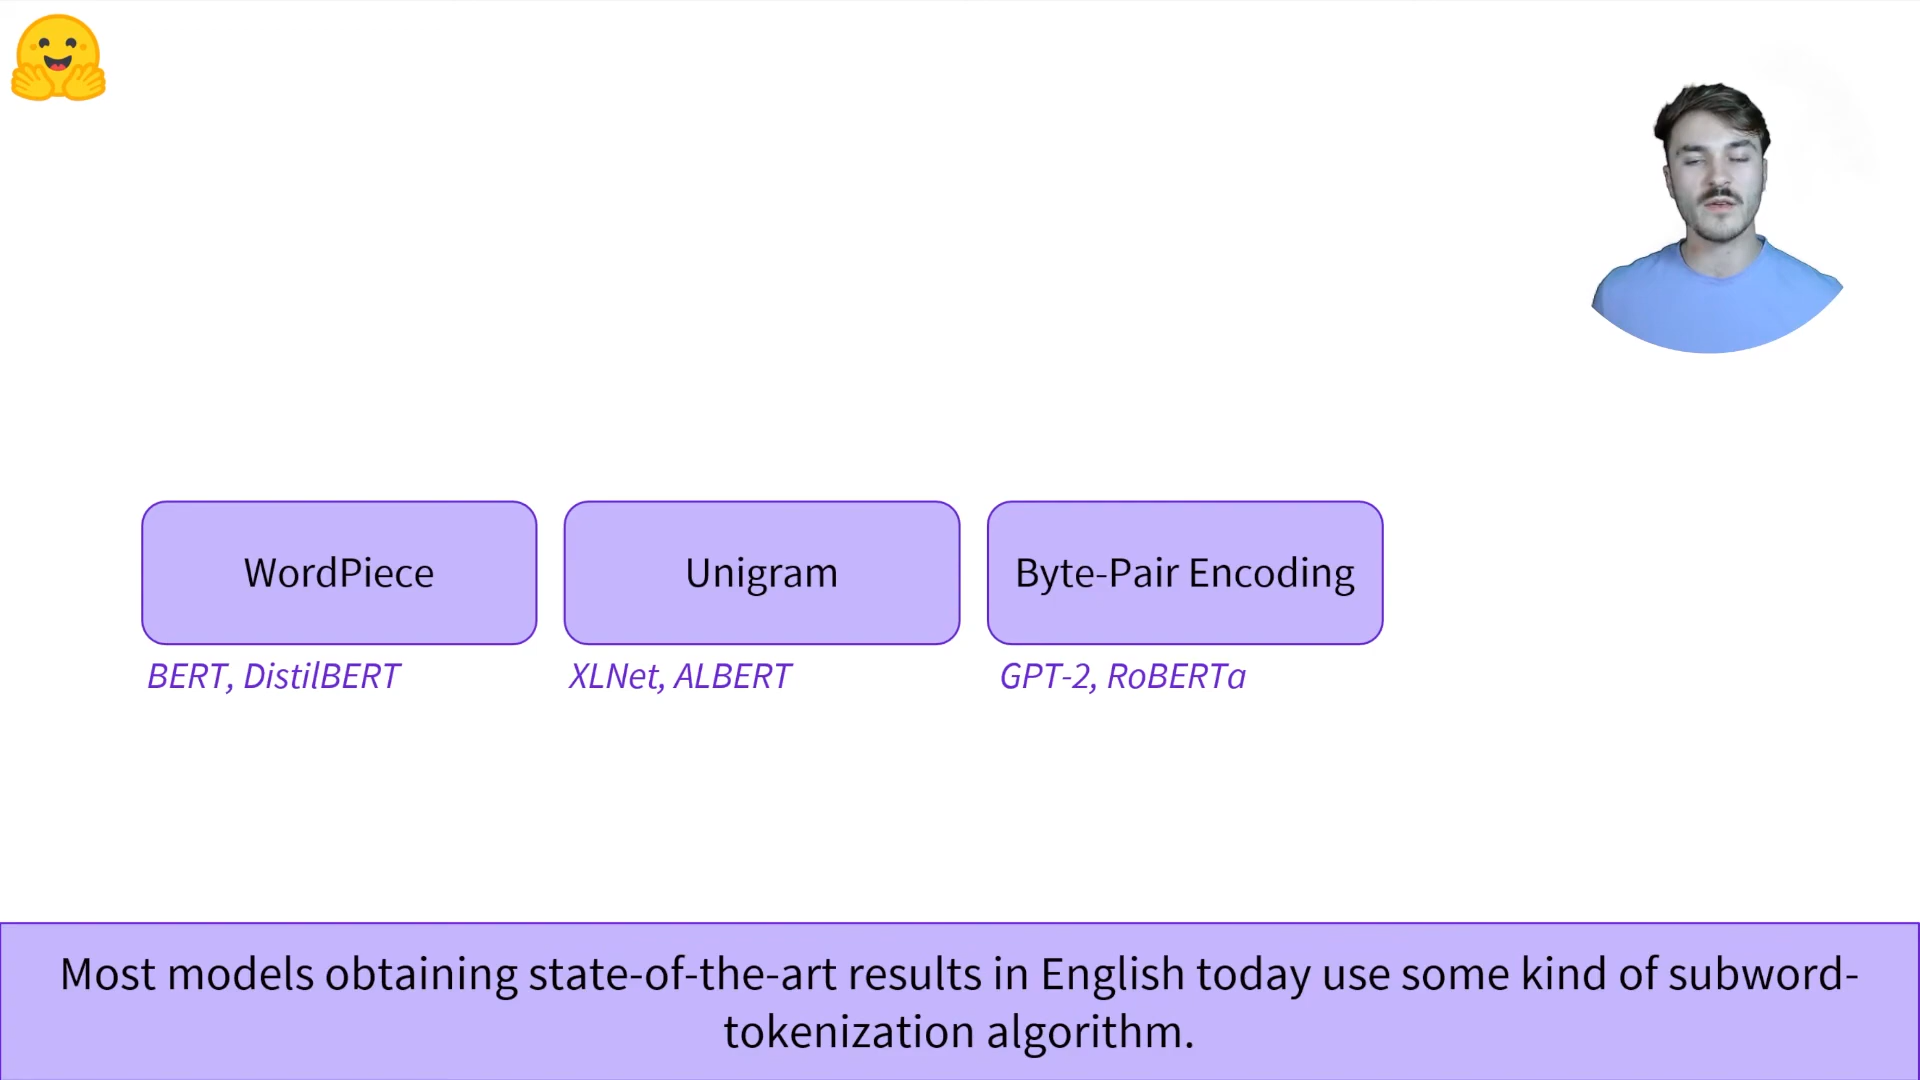 WordPiece
Unigram
Byte-Pair Encoding
BERT, DistilBERT
XLNet, ALBERT
GPT-2, RoBERTa
Most models obtaining state-of-the-art results in English today use some kind of subword-
tokenization algorithm.